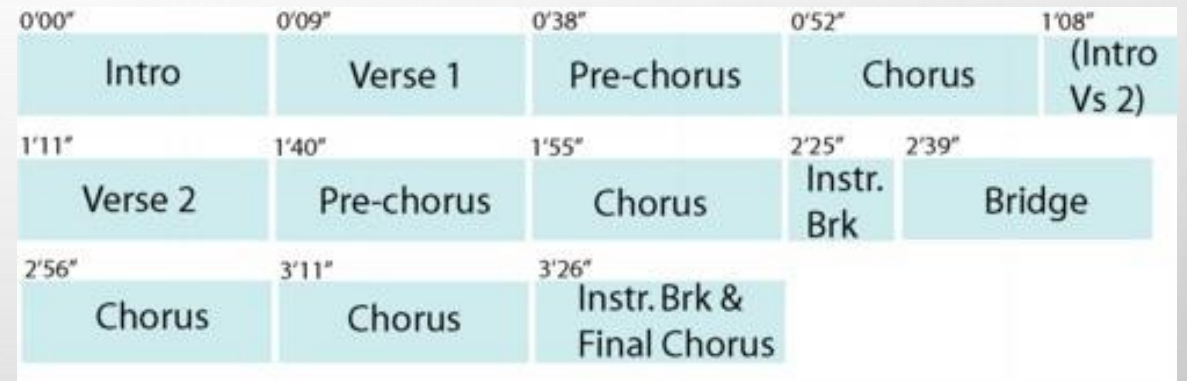 0'00" 0'09" 0'38" 0'52" 1'08"
Intro Verse 1 Pre-chorus Chorus (Intro
Vs 2)
1'11" 1'40" 1'55" 2'25" 2'39"
Verse 2 Pre-chorus Chorus Instr.
Brk Bridge
2'56" 3'11" 3'26"
Chorus Chorus Instr. Brk &
Final Chorus